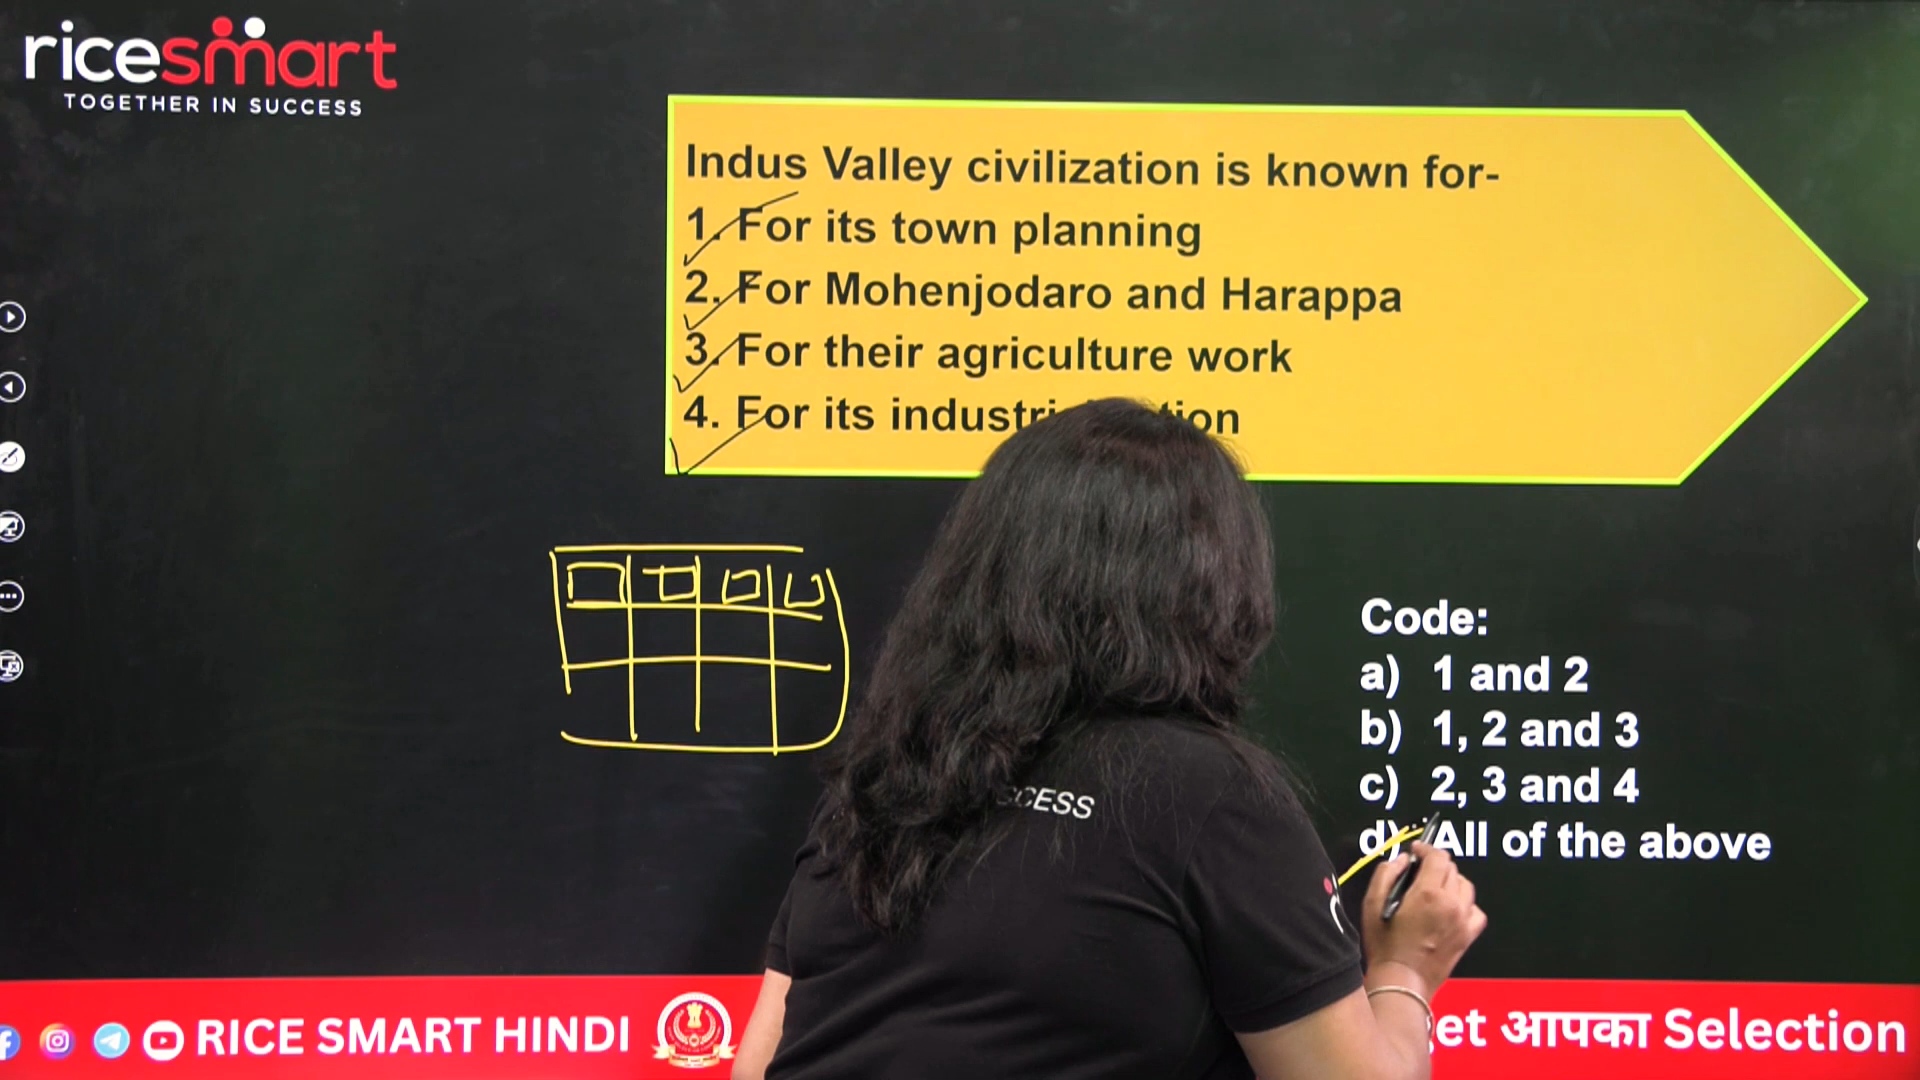 ricesmart
TOGETHER IN SUCCESS
Indus Valley civilization is known for-
1. For its town planning
2. For Mohenjodaro and Harappa
3. For their agriculture work
4. For its
Code:
a) 1 and 2
b) 1, 2 and 3
c) 2, 3 and 4
d) All of the above
CESS
RICE SMART HINDI
et आपका Selection